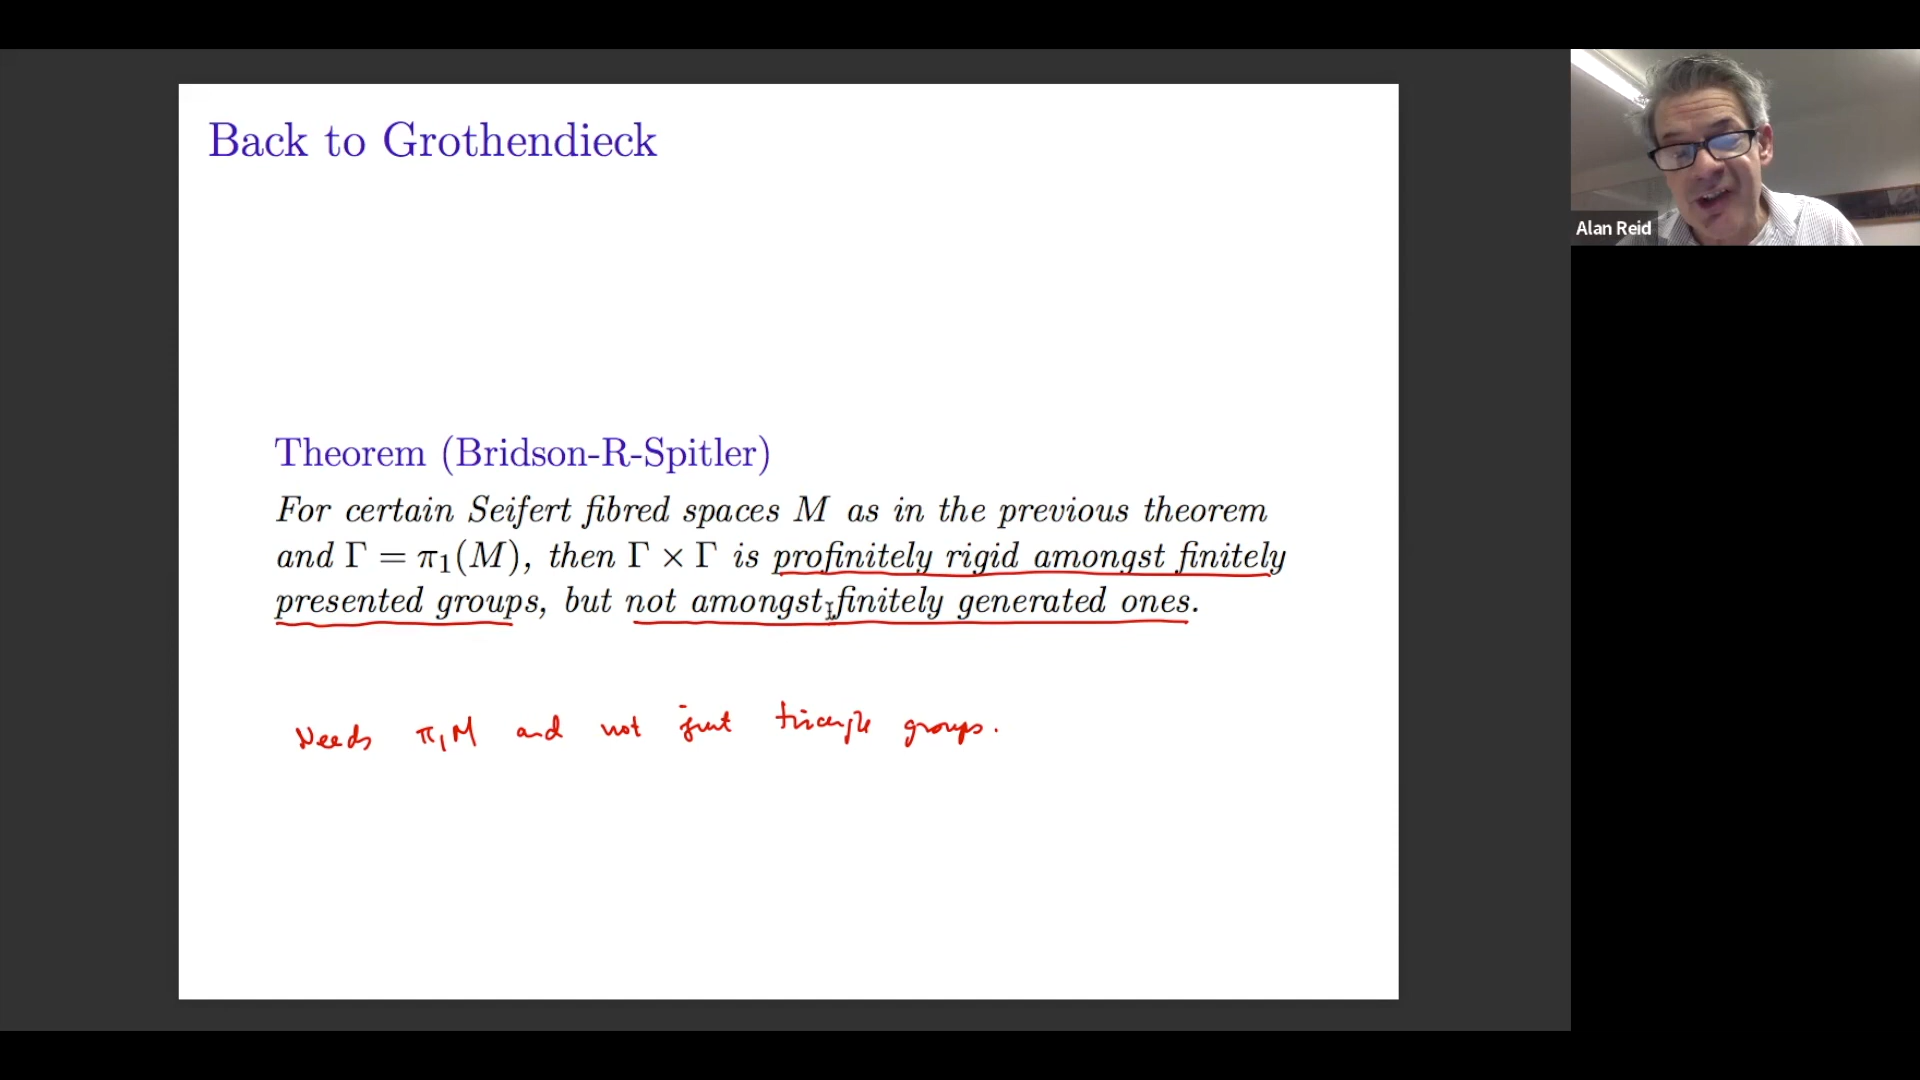 Back to Grothendieck
Alan Reid
Theorem (Bridson-R-Spitler)
For certain Seifert fibred spaces M as in the previous theorem
and Γ = π₁(M), then Γ × Γ is profinitely rigid amongst finitely
presented groups, but not amongst finitely generated ones.
Needs π₁M and not just triangle groups.